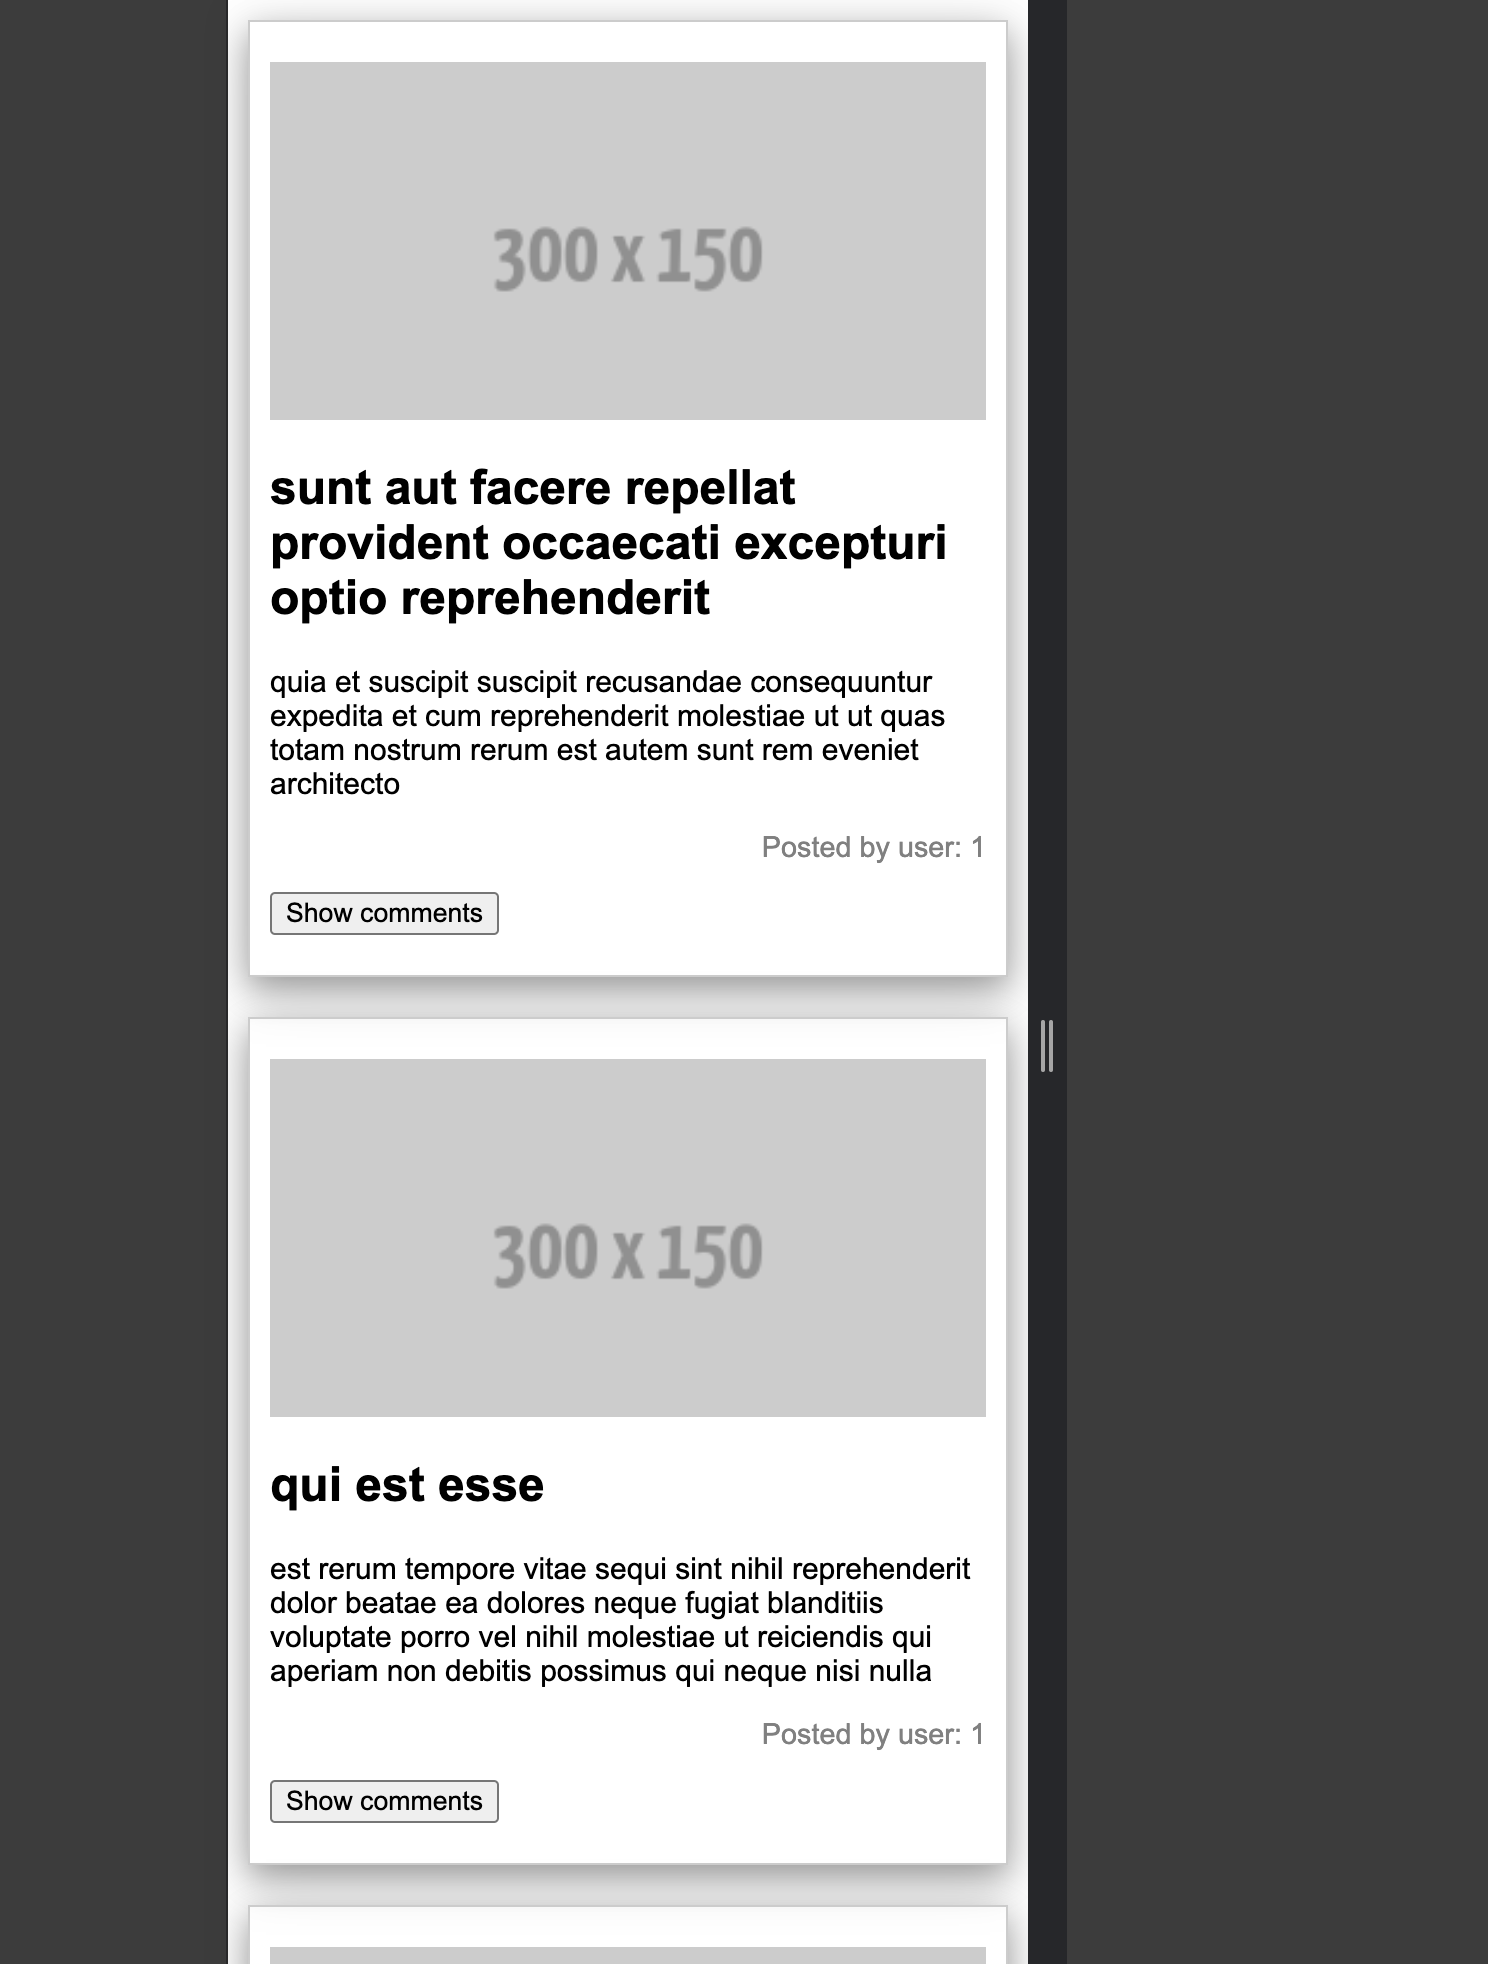 300 x 150
sunt aut facere repellat
provident occaecati excepturi
optio reprehenderit
quia et suscipit suscipit recusandae consequuntur
expedita et cum reprehenderit molestiae ut ut quas
totam nostrum rerum est autem sunt rem eveniet
architecto
Posted by user: 1
Show comments
300 x 150
qui est esse
est rerum tempore vitae sequi sint nihil reprehenderit
dolor beatae ea dolores neque fugiat blanditiis
voluptate porro vel nihil molestiae ut reiciendis qui
aperiam non debitis possimus qui neque nisi nulla
Posted by user: 1
Show comments